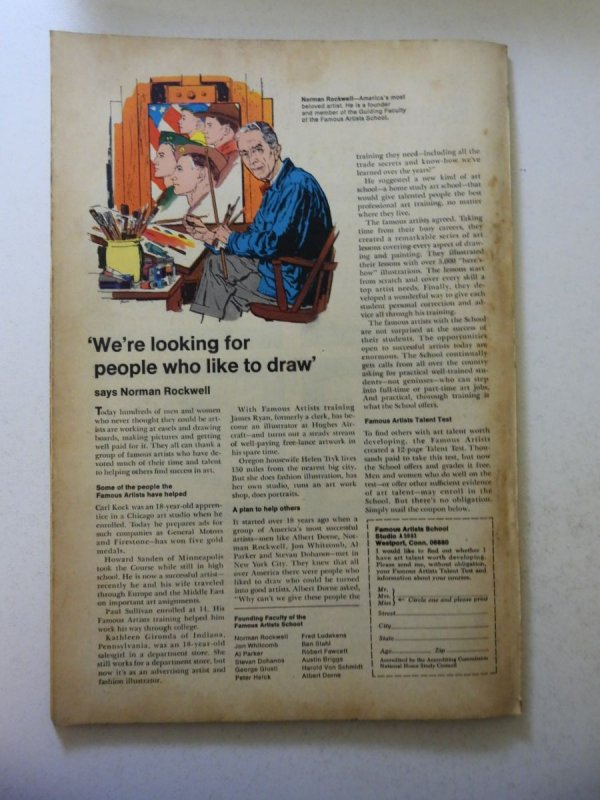 Norman Rockwell—America's most
beloved artist. He is a founder
and member of the Guiding Faculty
of the Famous Artists School.
'We're looking for
people who like to draw'
says Norman Rockwell
Today hundreds of men and women
who never thought they could be art-
ists are working at easels and drawing
boards, making pictures and getting
well paid for it. They all can thank a
group of famous artists who have de-
voted much of their time and talent
to helping others find success in art.
Some of the people the
Famous Artists have helped
Carl Kock was an 18-year-old appren-
tice in a Chicago art studio when he
enrolled. Today he prepares ads for
such companies as General Motors
and Firestone—has won five gold
medals.
Howard Sanden of Minneapolis
took the Course while still in high
school. He is now a successful artist—
recently he and his wife traveled
through Europe and the Middle East
on important art assignments.
Paul Sullivan enrolled at 14. His
Famous Artists training helped him
work his way through college.
Kathleen Gironda of Indiana,
Pennsylvania, was an 18-year-old
salesgirl in a department store. She
still works for a department store, but
now it's as an advertising artist and
fashion illustrator.
With Famous Artists training
James Ryan, formerly a clerk, has be-
come an illustrator at Hughes Air-
craft—and turns out a steady stream
of well-paying free-lance artwork in
his spare time.
Oregon housewife Helen Ttyk lives
150 miles from the nearest big city.
But she does fashion illustration, has
her own studio, runs an art work
shop, does portraits.
A plan to help others
It started over 18 years ago when a
group of America's most successful
artists—men like Albert Dorne, Nor-
man Rockwell, Jon Whitcomb, Al
Parker and Stevan Dohanos—met in
New York City. They knew that all
over America there were people who
liked to draw who could be turned
into good artists. Albert Dorne asked,
"Why can't we give these people the
Founding Faculty of the
Famous Artists School
Norman Rockwell
Jon Whitcomb
Al Parker
Stevan Dohanos
George Giusti
Peter Helck
Fred Ludekens
Ben Stahl
Robert Fawcett
Austin Briggs
Harold Von Schmidt
Albert Dorne
training they need—including all the
trade secrets and know-how we've
learned over the years?"
He suggested a new kind of art
school—a home study art school—that
would give talented people the best
professional art training, no matter
where they live.
The famous artists agreed. Taking
time from their busy careers, they
created a remarkable series of art
lessons covering every aspect of draw-
ing and painting. They illustrated
their lessons with over 5,000 "here's
how" illustrations. The lessons start
from scratch and cover every skill a
top artist needs. Finally, they de-
veloped a wonderful way to give each
student personal correction and ad-
vice all through his training.
The famous artists with the School
are not surprised at the success of
their students. The opportunities
open to successful artists today are
enormous. The School continually
gets calls from all over the country
asking for practical well-trained stu-
dents—not geniuses—who can step
into full-time or part-time art jobs.
And practical, thorough training is
what the School offers.
Famous Artists Talent Test
To find others with art talent worth
developing, the Famous Artists
created a 12-page Talent Test. Thou-
sands paid to take this test, but now
the School offers and grades it free.
Men and women who do well on the
test—or offer other sufficient evidence
of art talent—may enroll in the
School. But there's no obligation.
Simply mail the coupon below.
Famous Artists School
Studio
Westport, Conn. 06880
I would like to find out whether I
have art talent worth developing.
Please send me, without obligation,
your Famous Artists Talent Test and
information about your courses.
Mr.
Mrs.
Miss
Circle one and please print
Street
City
State
Age Zip
Accredited by the Accrediting Commission
National Home Study Council